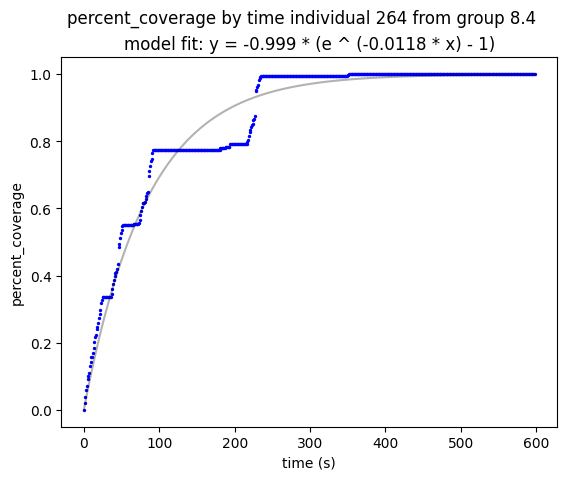 percent_coverage by time individual 264 from group 8.4
model fit: y = -0.999 * (e ^ (-0.0118 * x) - 1)
1.0
0.8
0.6
0.4
0.2
0.0
percent_coverage
0 100 200 300 400 500 600
time (s)